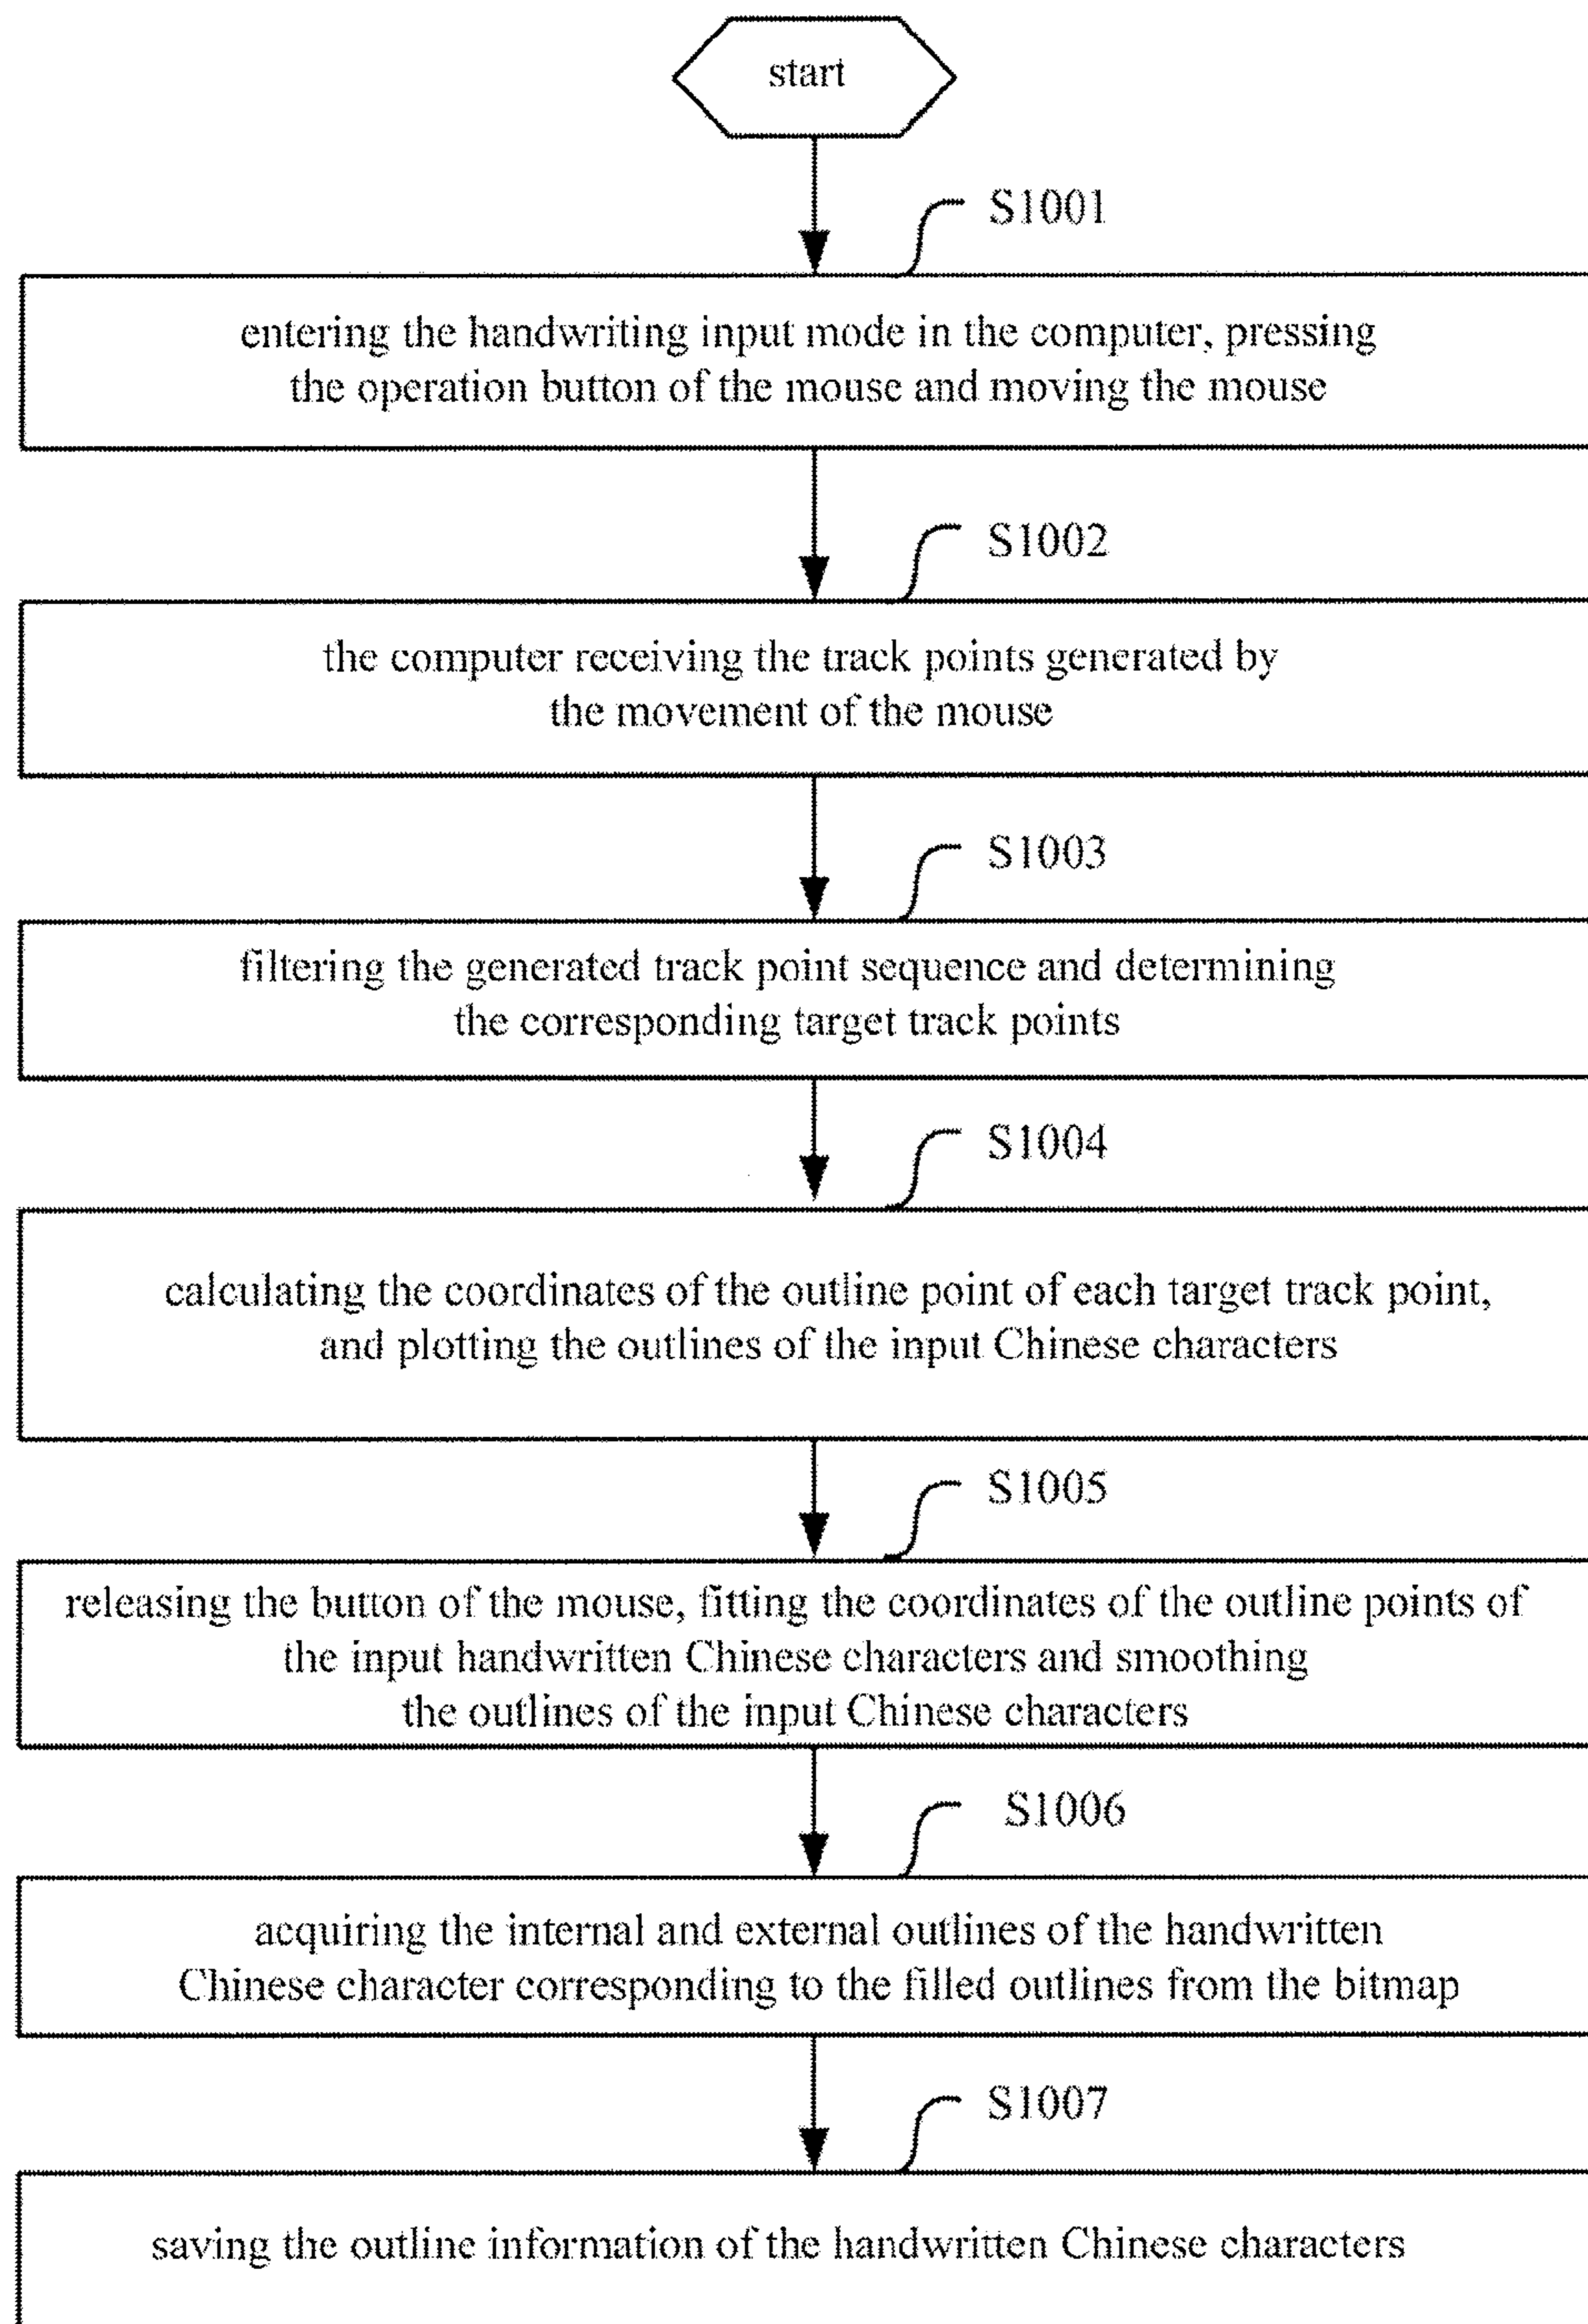 start
S1001
entering the handwriting input mode in the computer, pressing
the operation button of the mouse and moving the mouse
S1002
the computer receiving the track points generated by
the movement of the mouse
S1003
filtering the generated track point sequence and determining
the corresponding target track points
S1004
calculating the coordinates of the outline point of each target track point,
and plotting the outlines of the input Chinese characters
S1005
releasing the button of the mouse, fitting the coordinates of the outline points of
the input handwritten Chinese characters and smoothing
the outlines of the input Chinese characters
S1006
acquiring the internal and external outlines of the handwritten
Chinese character corresponding to the filled outlines from the bitmap
S1007
saving the outline information of the handwritten Chinese characters